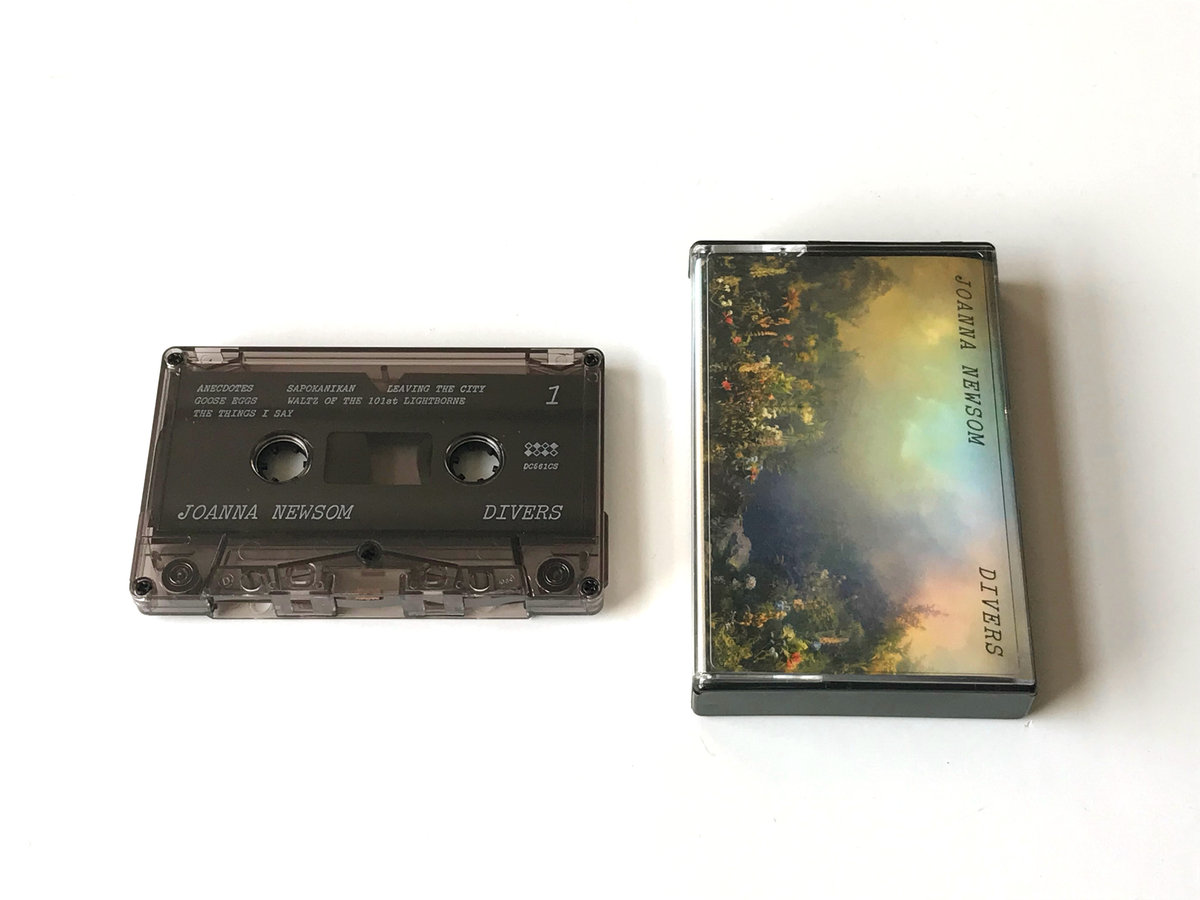 ANECDOTES SAPOKANIKAN LEAVING THE CITY
GOOSE EGGS WALTZ OF THE 101st LIGHTBORNE
THE THINGS I SAY
1
DC561CS
JOANNA NEWSOM DIVERS
JOANNA NEWSOM DIVERS